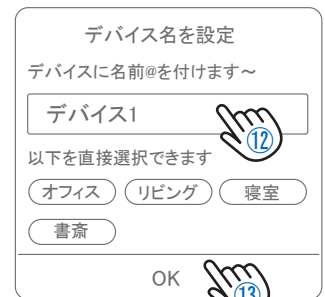 デバイス名を設定
デバイスに名前@を付けます～
デバイス1
⑫
以下を直接選択できます
オフィス リビング 寝室
書斎
OK
⑬